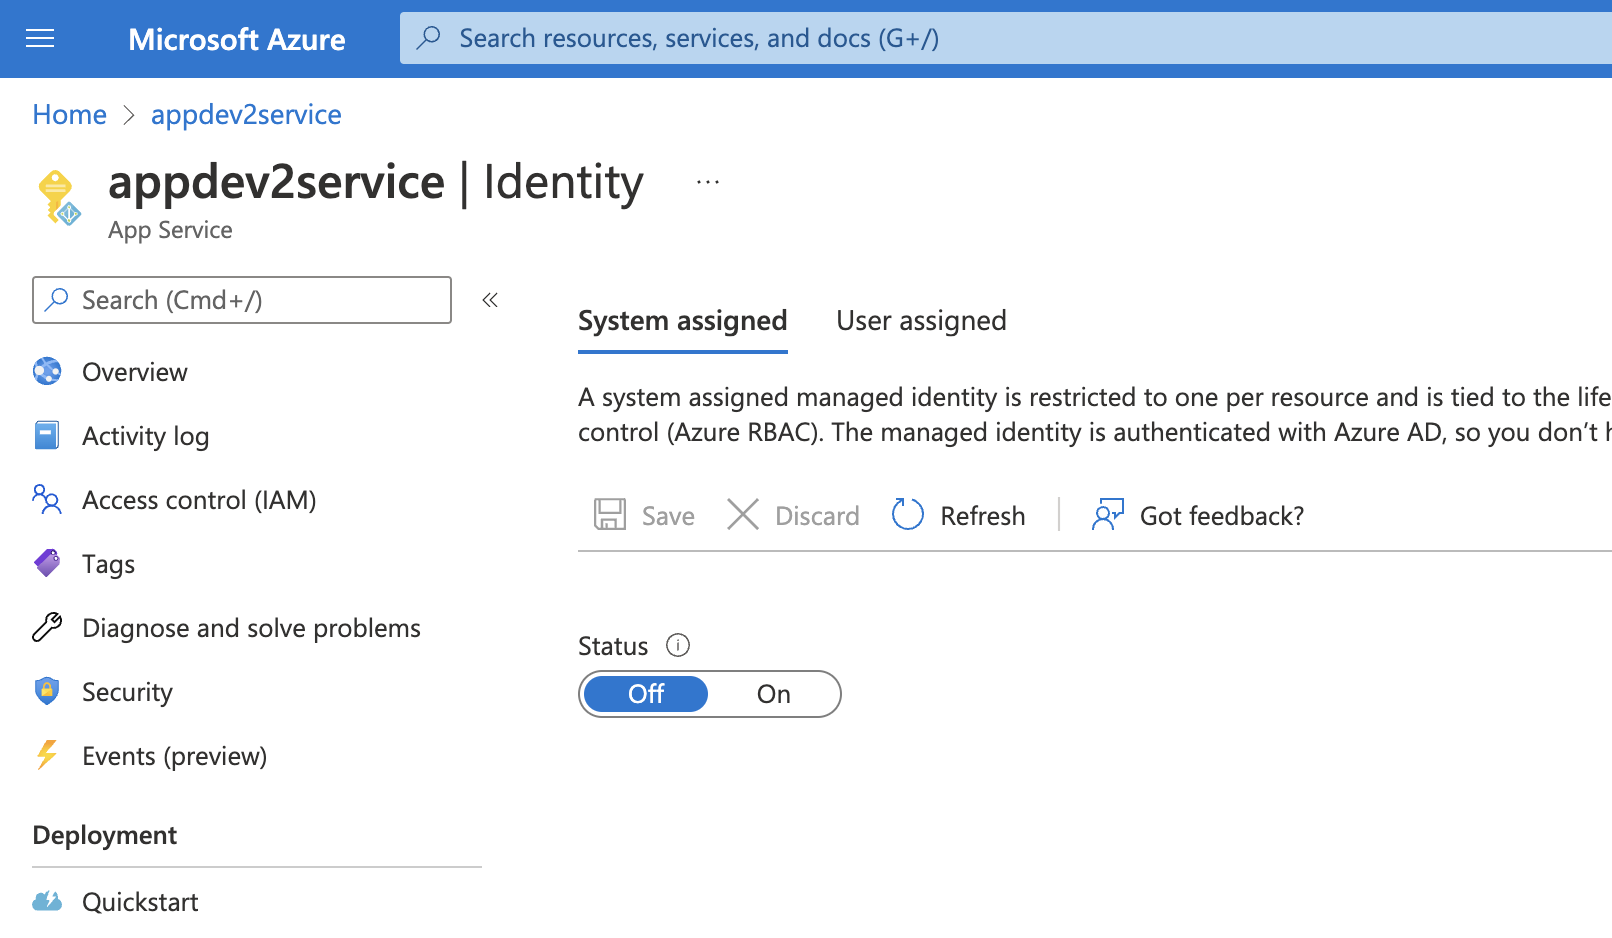 Microsoft Azure
Search resources, services, and docs (G+/)
Home > appdev2service
appdev2service | Identity ...
App Service
Search (Cmd+/)
«
Overview
Activity log
Access control (IAM)
Tags
Diagnose and solve problems
Security
Events (preview)
Deployment
Quickstart
System assigned
User assigned
A system assigned managed identity is restricted to one per resource and is tied to the life
control (Azure RBAC). The managed identity is authenticated with Azure AD, so you don’t
Save
Discard
Refresh
Got feedback?
Status
Off
On